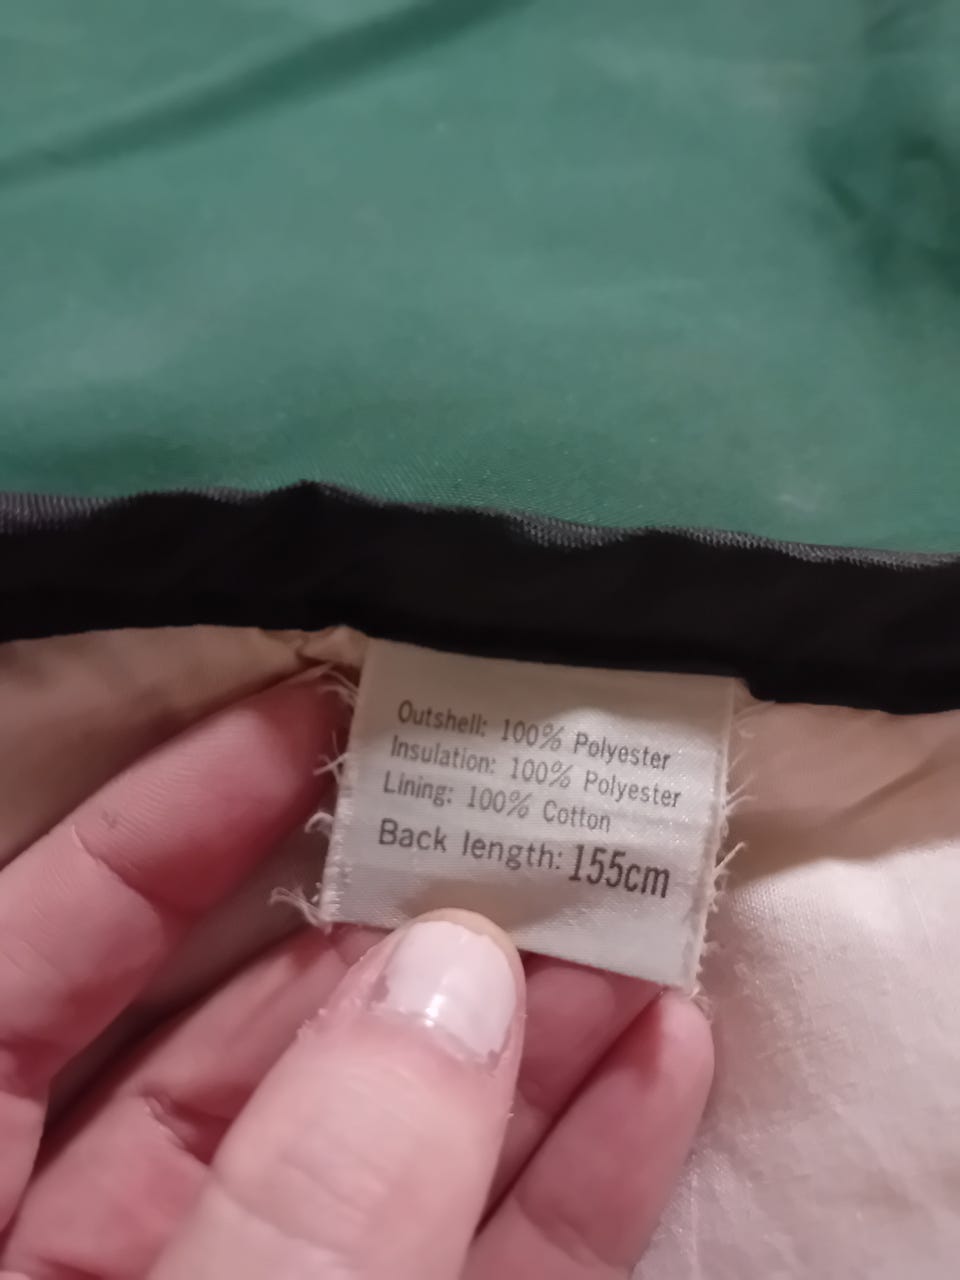 Outshell: 100% Polyester
Insulation: 100% Polyester
Lining: 100% Cotton
Back length: 155cm